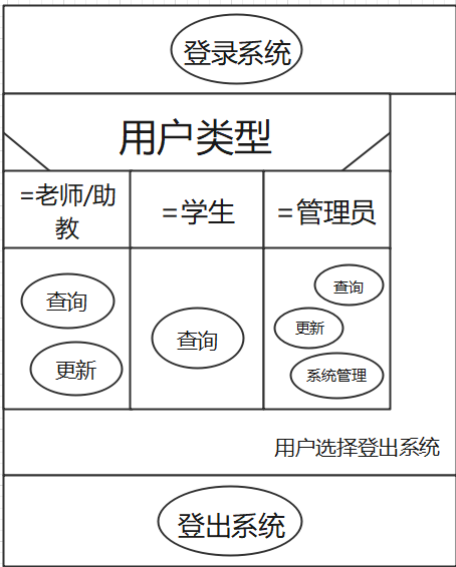 登录系统
用户类型
=老师/助
教
=学生
=管理员
查询
更新
查询
查询
更新
系统管理
用户选择登出系统
登出系统